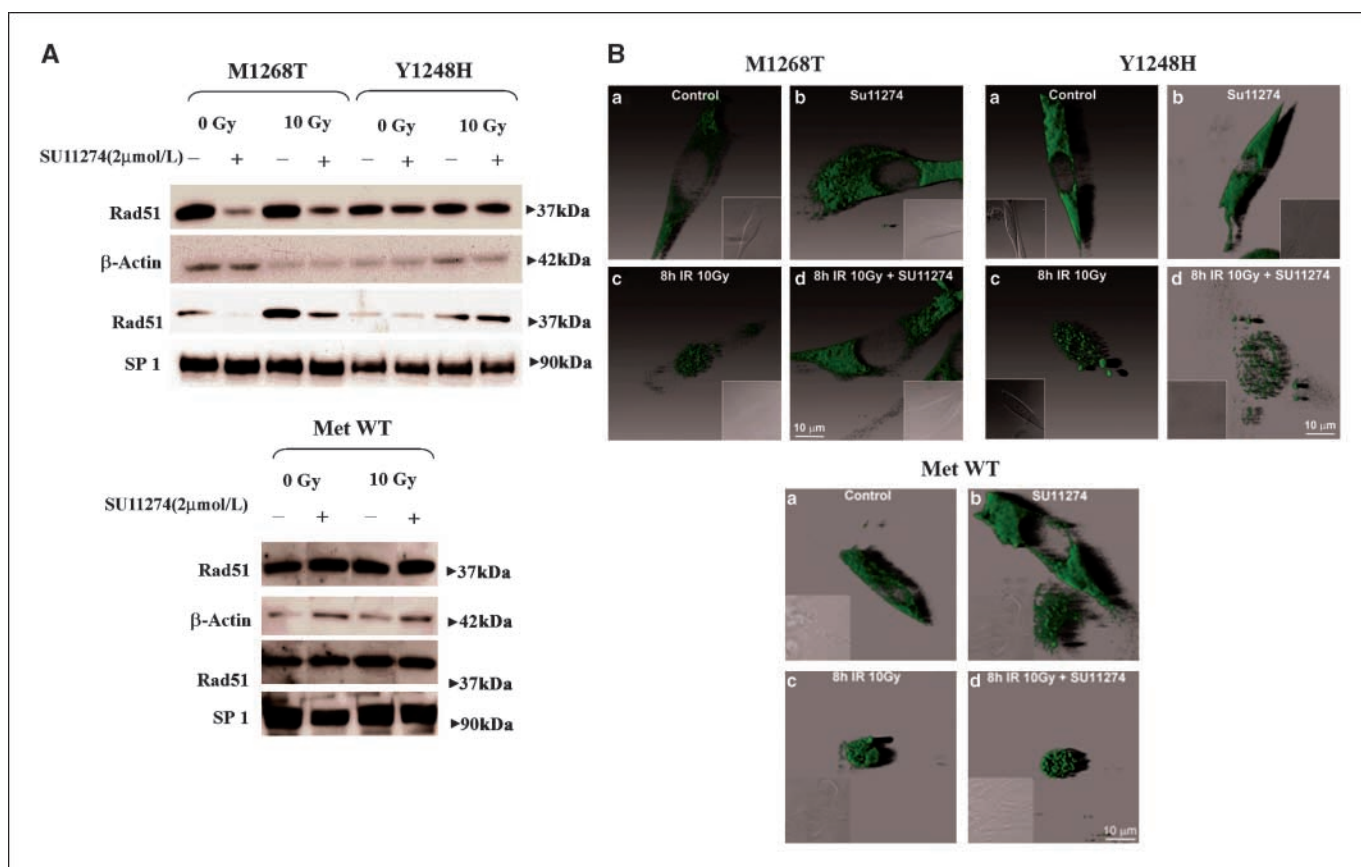 A
M1268T Y1248H
0 Gy 10 Gy 0 Gy 10 Gy
SU11274(2μmol/L) – + – + – + – +
Rad51 ►37kDa
β-Actin ►42kDa
Rad51 ►37kDa
SP 1 ►90kDa
Met WT
0 Gy 10 Gy
SU11274(2μmol/L) – + – +
Rad51 ►37kDa
β-Actin ►42kDa
Rad51 ►37kDa
SP 1 ►90kDa
B
M1268T
a Control
b Su11274
c 8h IR 10Gy
d 8h IR 10Gy + SU11274
10 μm
Y1248H
a Control
b Su11274
c 8h IR 10Gy
d 8h IR 10Gy + SU11274
10 μm
Met WT
a Control
b SU11274
c 8h IR 10Gy
d 8h IR 10Gy + SU11274
10 μm